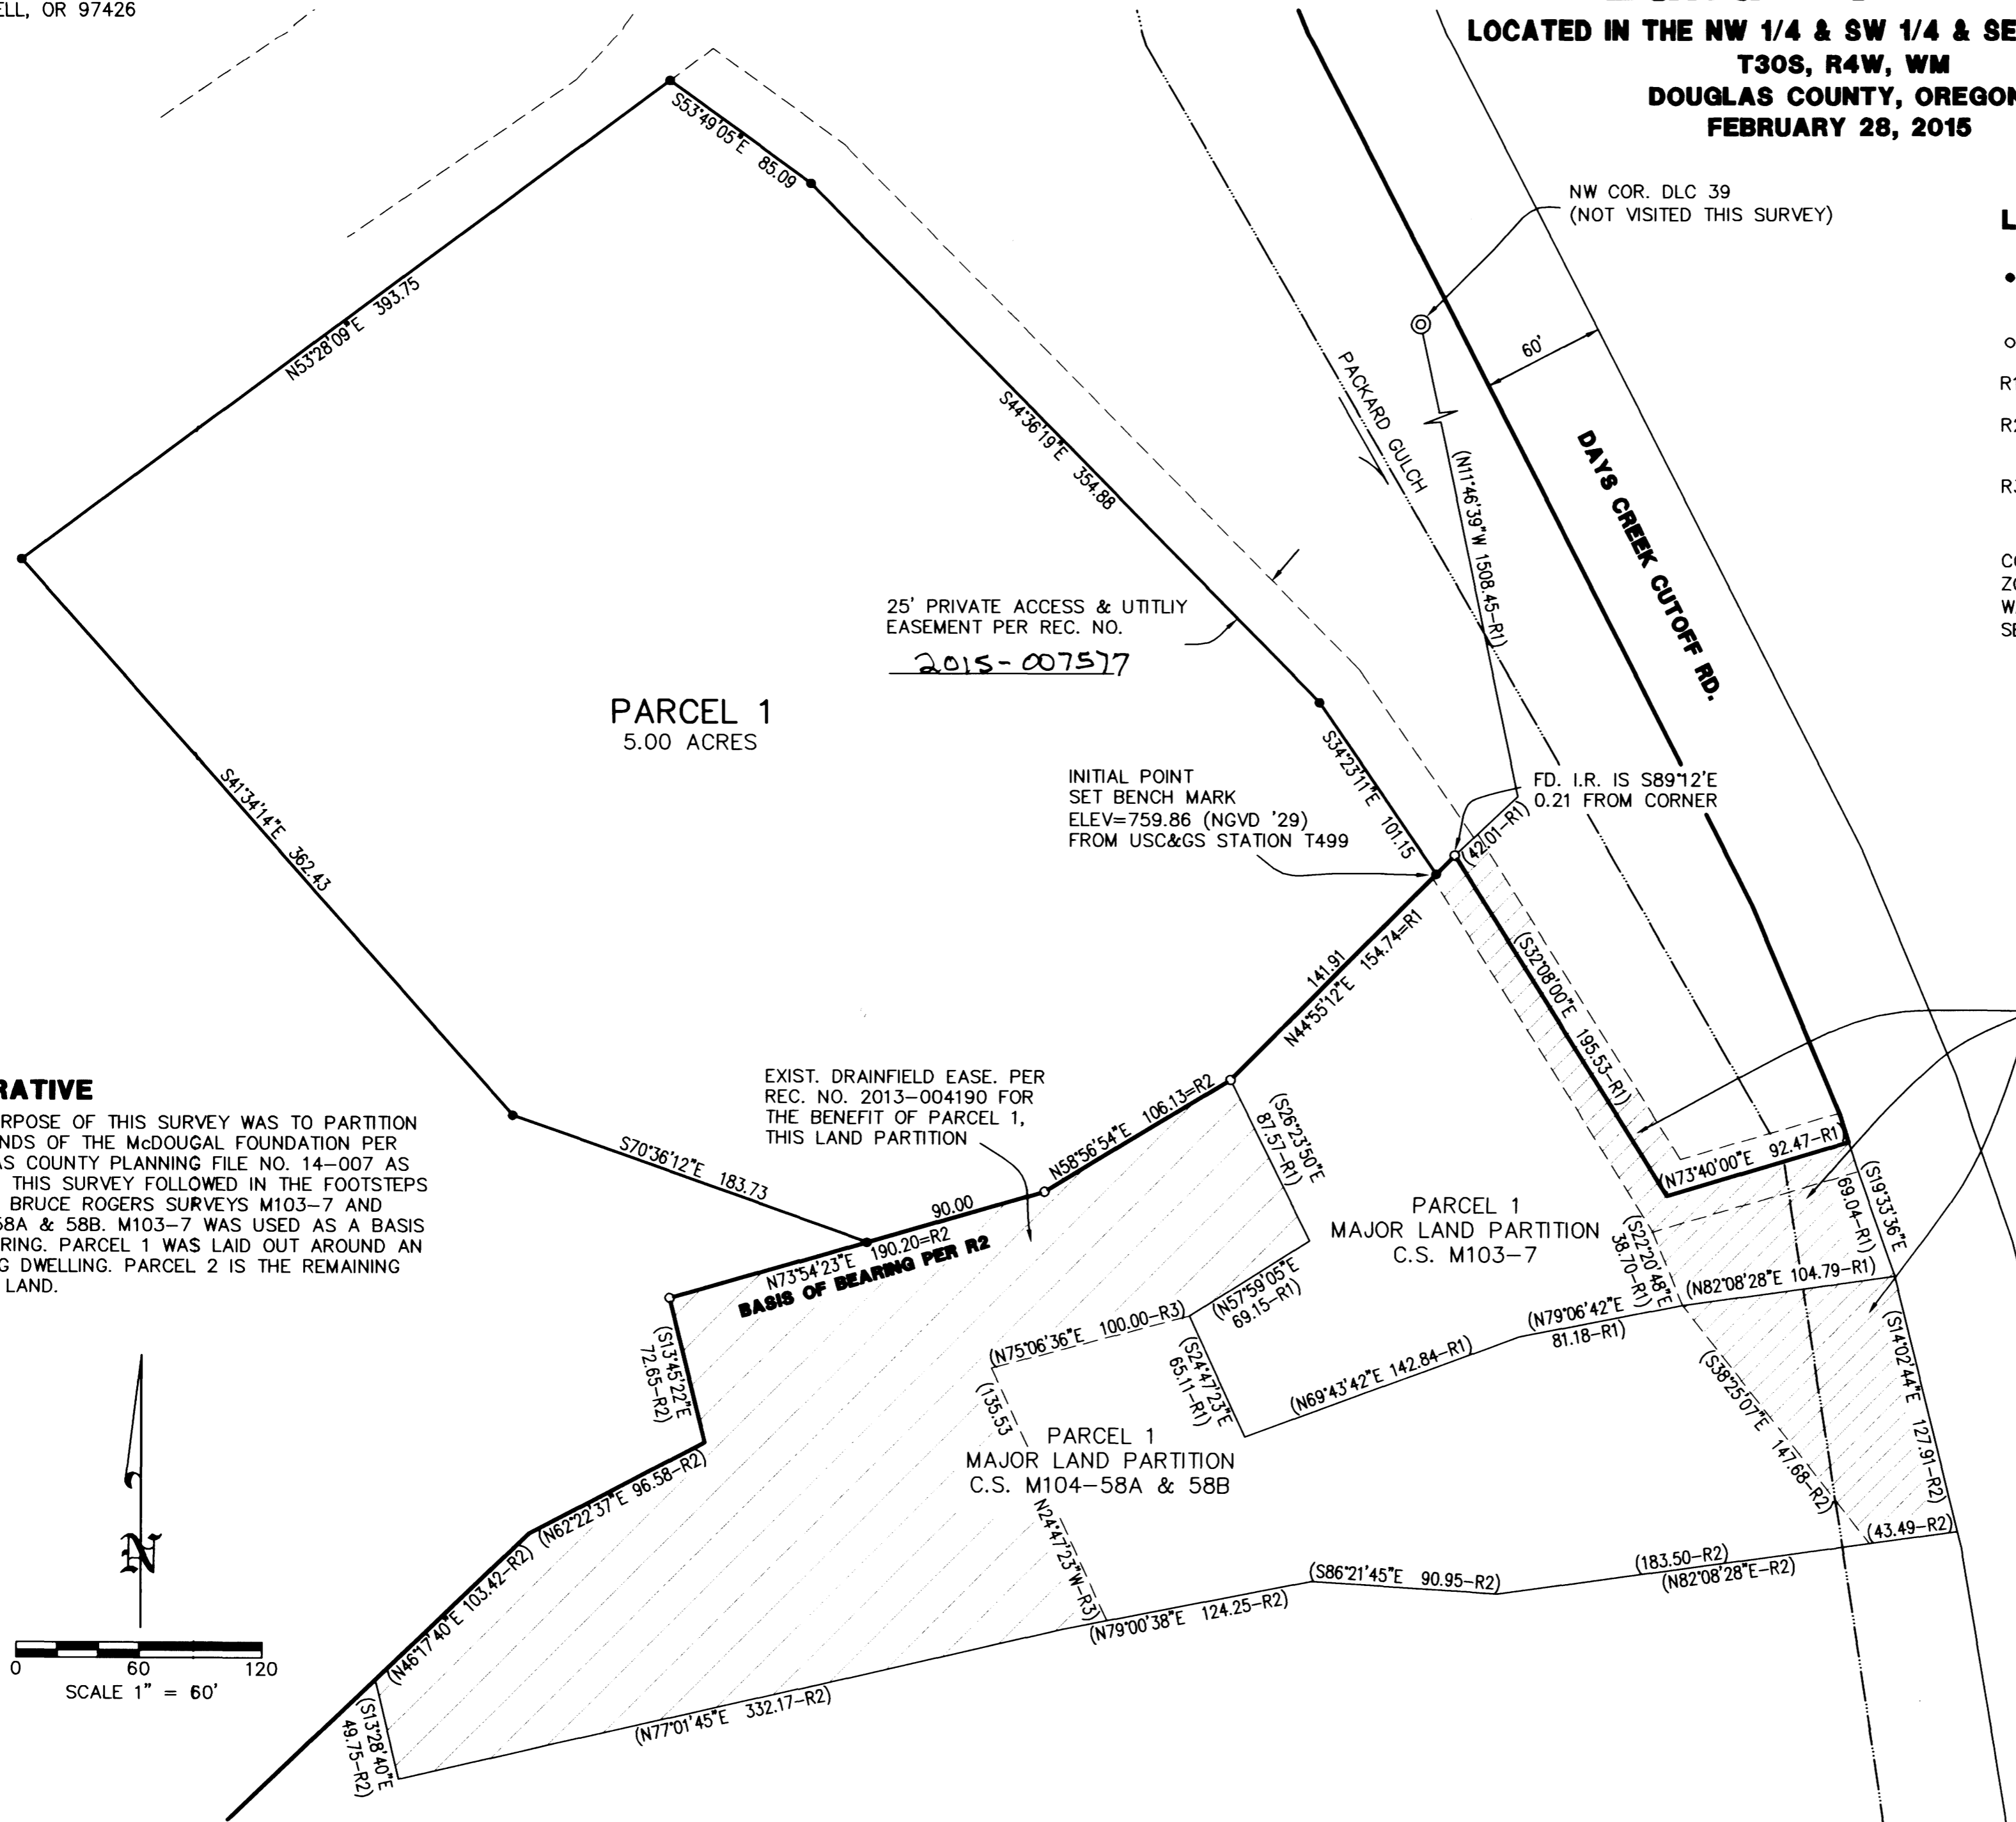 ELL, OR 97426
LOCATED IN THE NW 1/4 & SW 1/4 & SE
T30S, R4W, WM
DOUGLAS COUNTY, OREGON
FEBRUARY 28, 2015
NW COR. DLC 39
(NOT VISITED THIS SURVEY)
L
S53°49'05"E 85.09
N53°28'09"E 393.75
60'
R1
R2
R3
PACKARD GULCH
S44°36'19"E 354.88
DAYS CREEK CUTOFF RD.
(N11°46'39"W 1508.45-R1)
CO
ZO
W
SE
25' PRIVATE ACCESS & UTITLIY
EASEMENT PER REC. NO.
2015-007577
PARCEL 1
5.00 ACRES
S41°34'14"E 362.43
S34°23'11"E 101.15
INITIAL POINT
SET BENCH MARK
ELEV=759.86 (NGVD '29)
FROM USC&GS STATION T499
FD. I.R. IS S89°12'E
0.21 FROM CORNER
(42.01-R1)
141.91
N44°55'12"E 154.74=R1
(S32°08'00"E 195.53-R1)
RATIVE
RPOSE OF THIS SURVEY WAS TO PARTITION
NDS OF THE McDOUGAL FOUNDATION PER
AS COUNTY PLANNING FILE NO. 14-007 AS
THIS SURVEY FOLLOWED IN THE FOOTSTEPS
BRUCE ROGERS SURVEYS M103-7 AND
58A & 58B. M103-7 WAS USED AS A BASIS
RING. PARCEL 1 WAS LAID OUT AROUND AN
G DWELLING. PARCEL 2 IS THE REMAINING
LAND.
EXIST. DRAINFIELD EASE. PER
REC. NO. 2013-004190 FOR
THE BENEFIT OF PARCEL 1,
THIS LAND PARTITION
S70°36'12"E 183.73
N58°56'54"E 106.13=R2
(S26°23'50"E
87.57-R1)
90.00
N73°54'23"E 190.20=R2
BASIS OF BEARING PER R2
(N73°40'00"E 92.47-R1)
(S19°33'36"E
69.04-R1)
PARCEL 1
MAJOR LAND PARTITION
C.S. M103-7
(S22°20'48"E
38.70-R1)
(N82°08'28"E 104.79-R1)
(N57°59'05"E
69.15-R1)
(N79°06'42"E
81.18-R1)
(S13°45'22"E
72.65-R2)
(N75°06'36"E 100.00-R3)
(S24°47'23"E
65.11-R1)
(N69°43'42"E 142.84-R1)
(S14°02'44"E 127.91-R2)
(S38°25'07"E 147.68-R2)
(135.53
N24°47'23"W-R3)
PARCEL 1
MAJOR LAND PARTITION
C.S. M104-58A & 58B
(N62°22'37"E 96.58-R2)
(N46°17'40"E 103.42-R2)
(43.49-R2)
(183.50-R2)
(N82°08'28"E-R2)
(S86°21'45"E 90.95-R2)
(N79°00'38"E 124.25-R2)
(N77°01'45"E 332.17-R2)
(S13°28'40"E
49.75-R2)
N
0 60 120
SCALE 1" = 60'